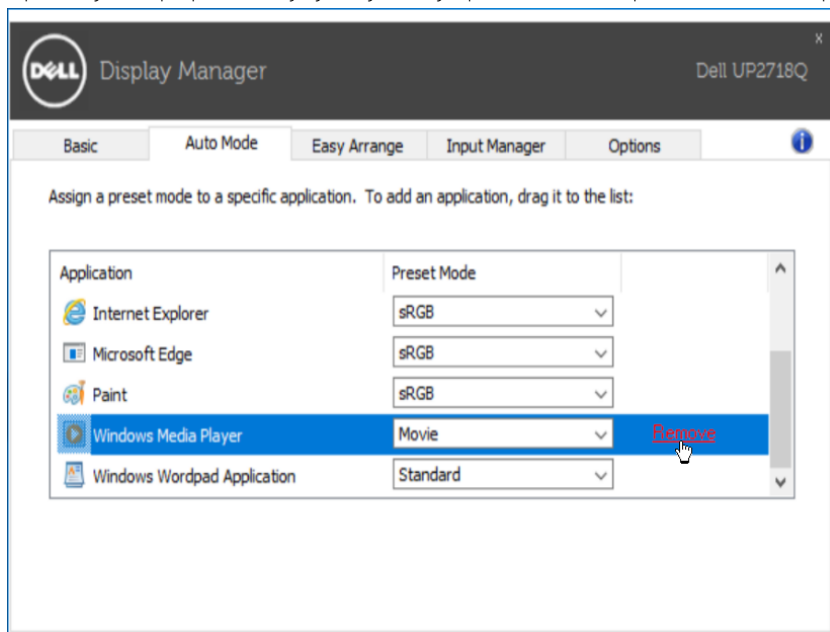 DELL Display Manager
x
Dell UP2718Q
Basic Auto Mode Easy Arrange Input Manager Options
Assign a preset mode to a specific application. To add an application, drag it to the list:
Application Preset Mode
Internet Explorer sRGB
Microsoft Edge sRGB
Paint sRGB
Windows Media Player Movie Remove
Windows Wordpad Application Standard